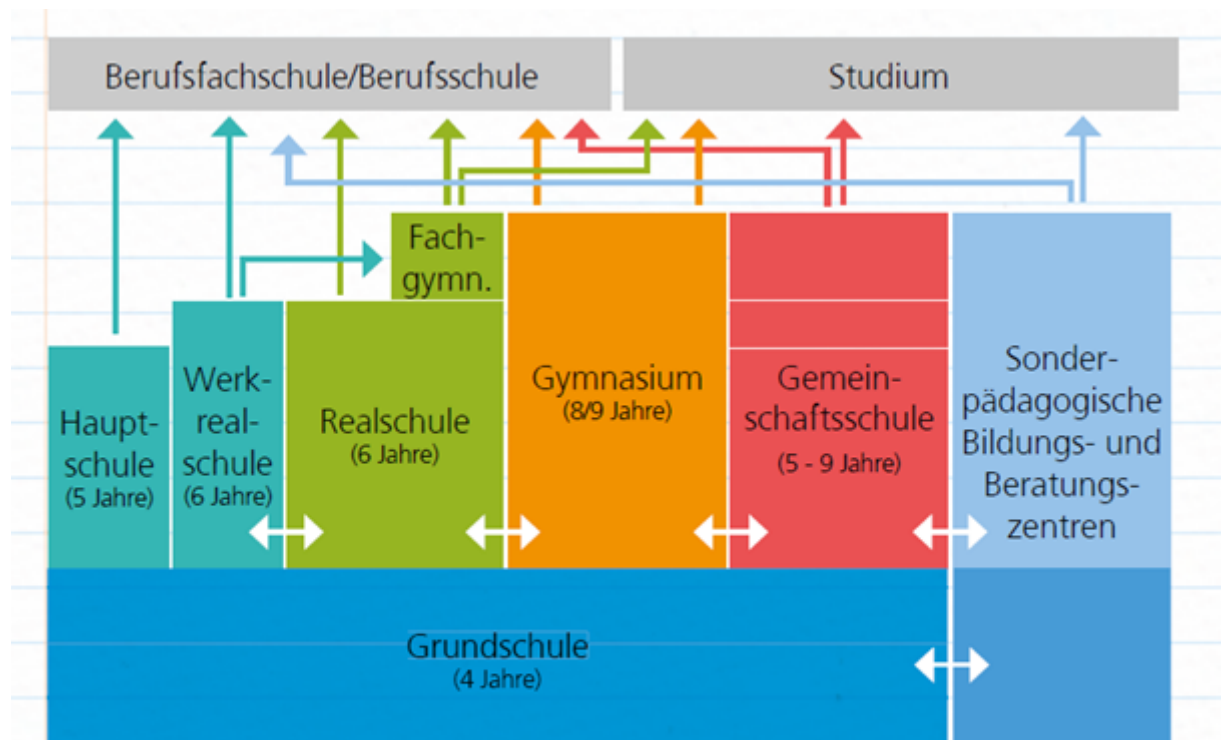 Berufsfachschule/Berufsschule
Studium
Fach-
gymn.
Haupt-
schule
(5 Jahre)
Werk-
real-
schule
(6 Jahre)
Realschule
(6 Jahre)
Gymnasium
(8/9 Jahre)
Gemein-
schaftsschule
(5 - 9 Jahre)
Sonder-
pädagogische
Bildungs- und
Beratungs-
zentren
Grundschule
(4 Jahre)